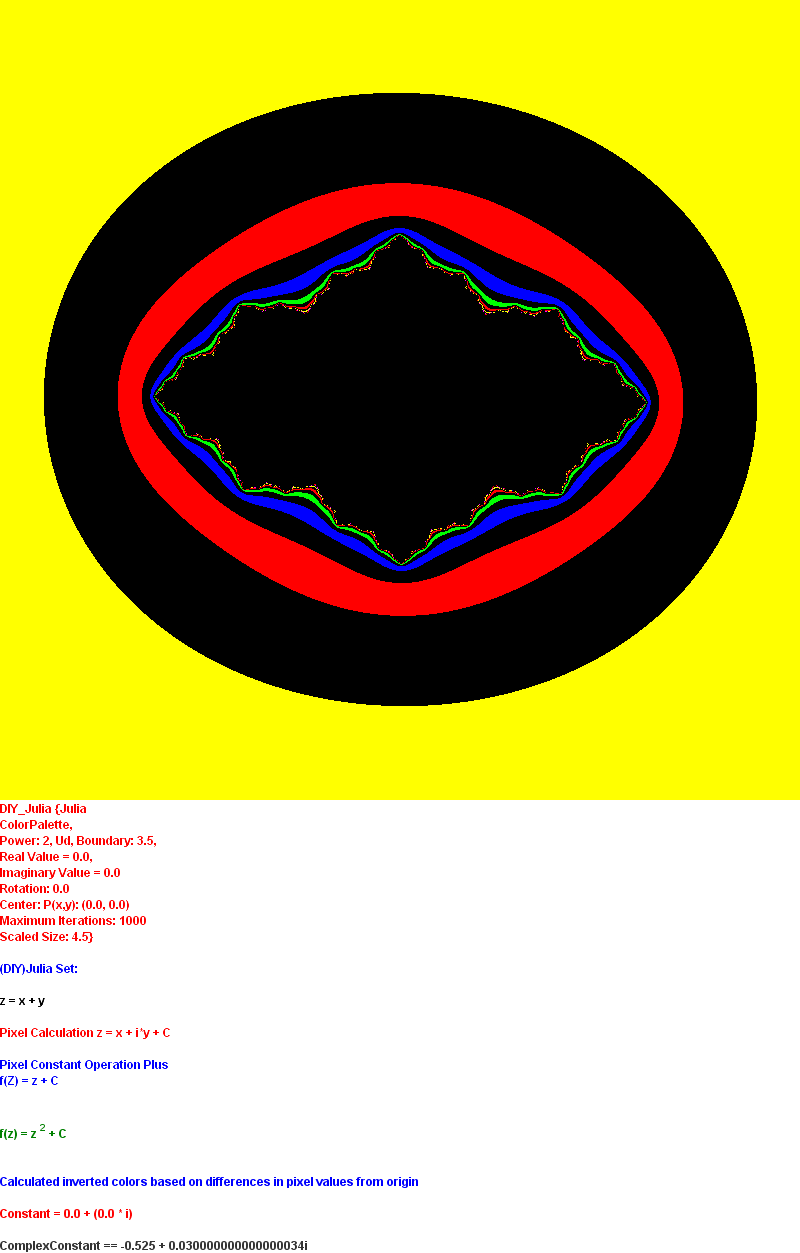 DIY_Julia {Julia
ColorPalette,
Power: 2, Ud, Boundary: 3.5,
Real Value = 0.0,
Imaginary Value = 0.0
Rotation: 0.0
Center: P(x,y): (0.0, 0.0)
Maximum Iterations: 1000
Scaled Size: 4.5}
(DIY)Julia Set:
z = x + y
Pixel Calculation z = x + i*y + C
Pixel Constant Operation Plus
f(Z) = z + C
f(z) = z ² + C
Calculated inverted colors based on differences in pixel values from origin
Constant = 0.0 + (0.0 * i)
ComplexConstant == -0.525 + 0.030000000000000034i